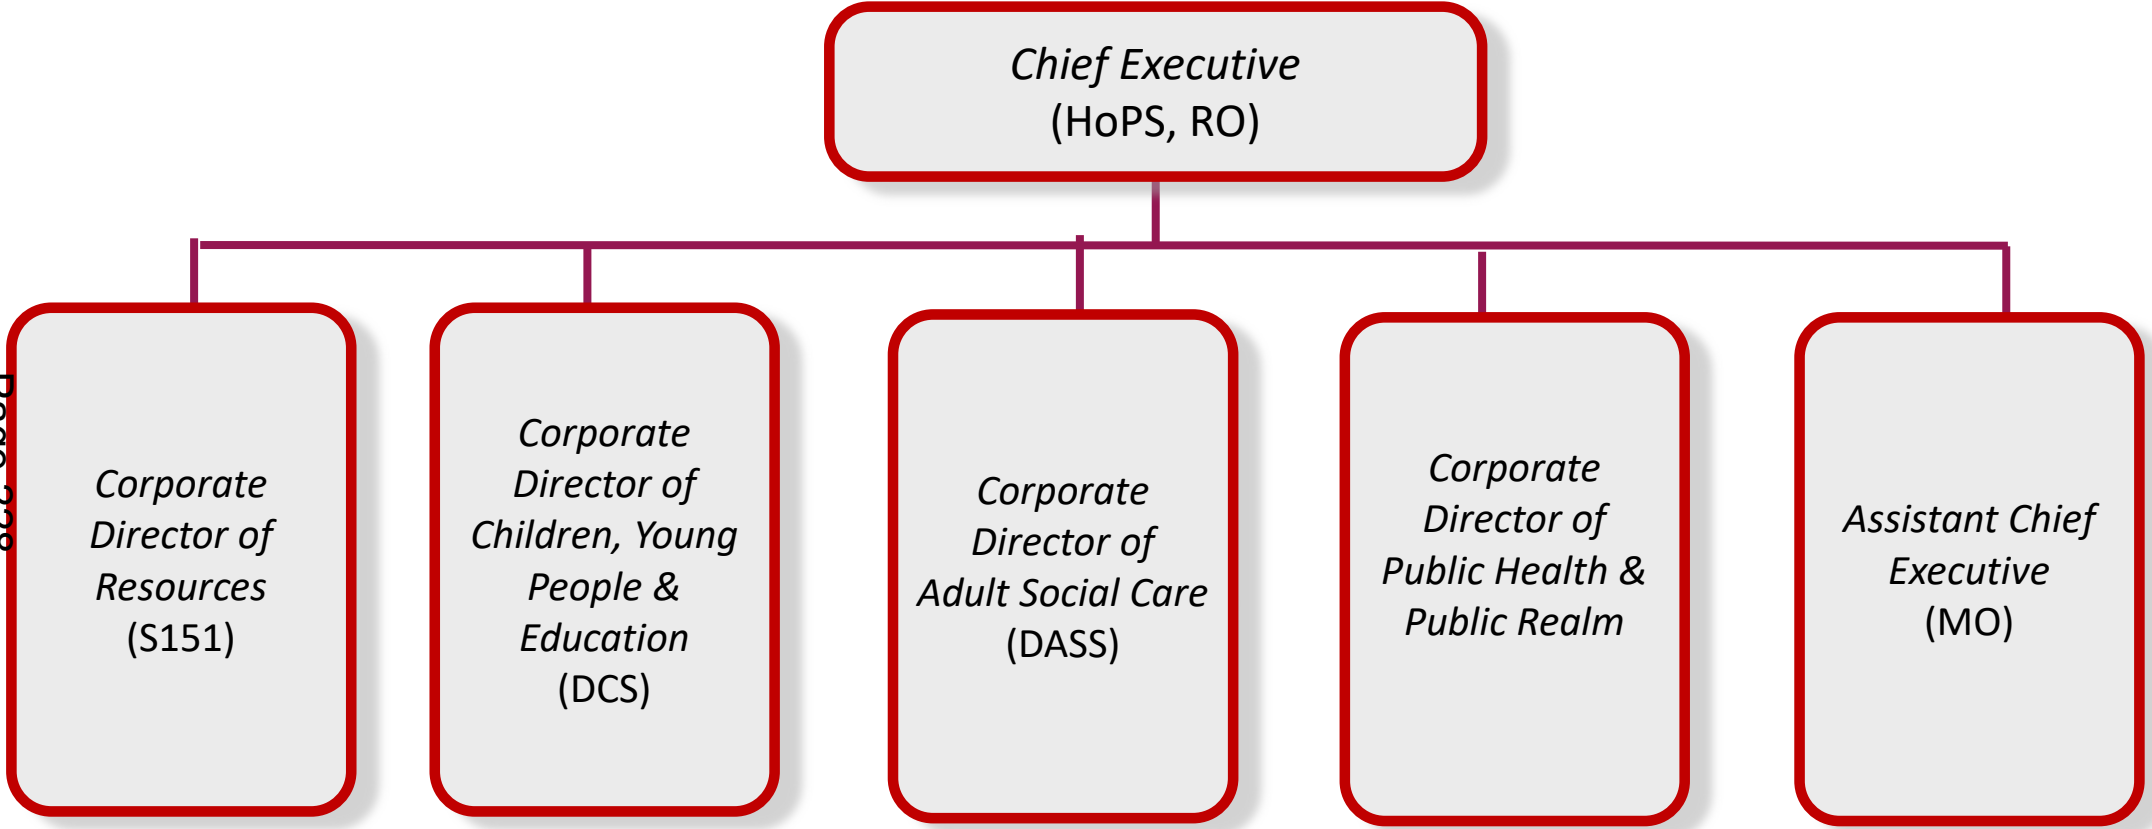 Chief Executive
(HoPS, RO)
Corporate
Director of
Resources
(S151)
Corporate
Director of
Children, Young
People &
Education
(DCS)
Corporate
Director of
Adult Social Care
(DASS)
Corporate
Director of
Public Health &
Public Realm
Assistant Chief
Executive
(MO)